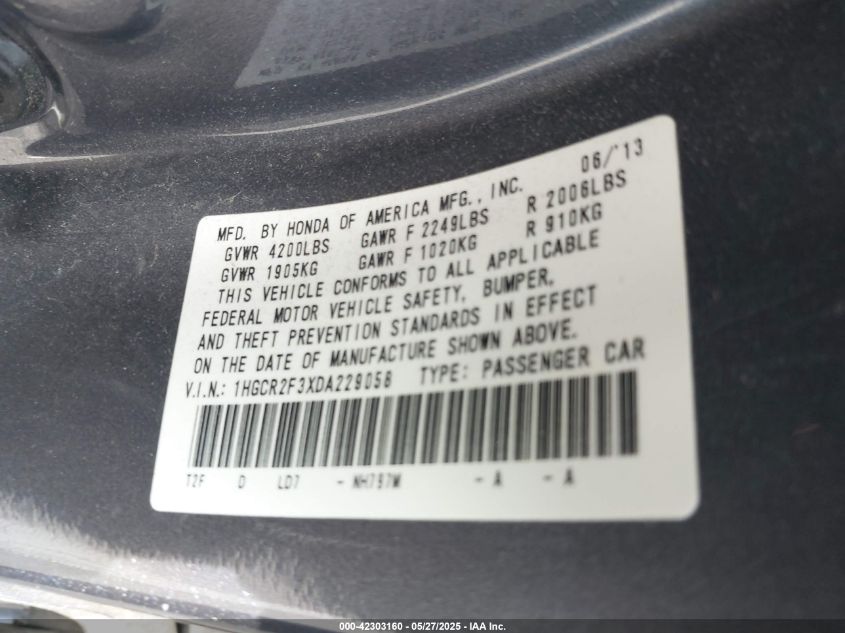 MFD. BY HONDA OF AMERICA MFG., INC. 06/'13
GVWR 4200LBS GAWR F 2249LBS R 2006LBS
GVWR 1905KG GAWR F 1020KG R 910KG
THIS VEHICLE CONFORMS TO ALL APPLICABLE
FEDERAL MOTOR VEHICLE SAFETY, BUMPER,
AND THEFT PREVENTION STANDARDS IN EFFECT
ON THE DATE OF MANUFACTURE SHOWN ABOVE.
V.I.N.: 1HGCR2F3XDA229058 TYPE: PASSENGER CAR
T2F D LD7 - NH797M - A - A
000-42303160 - 05/27/2025 - IAA Inc.